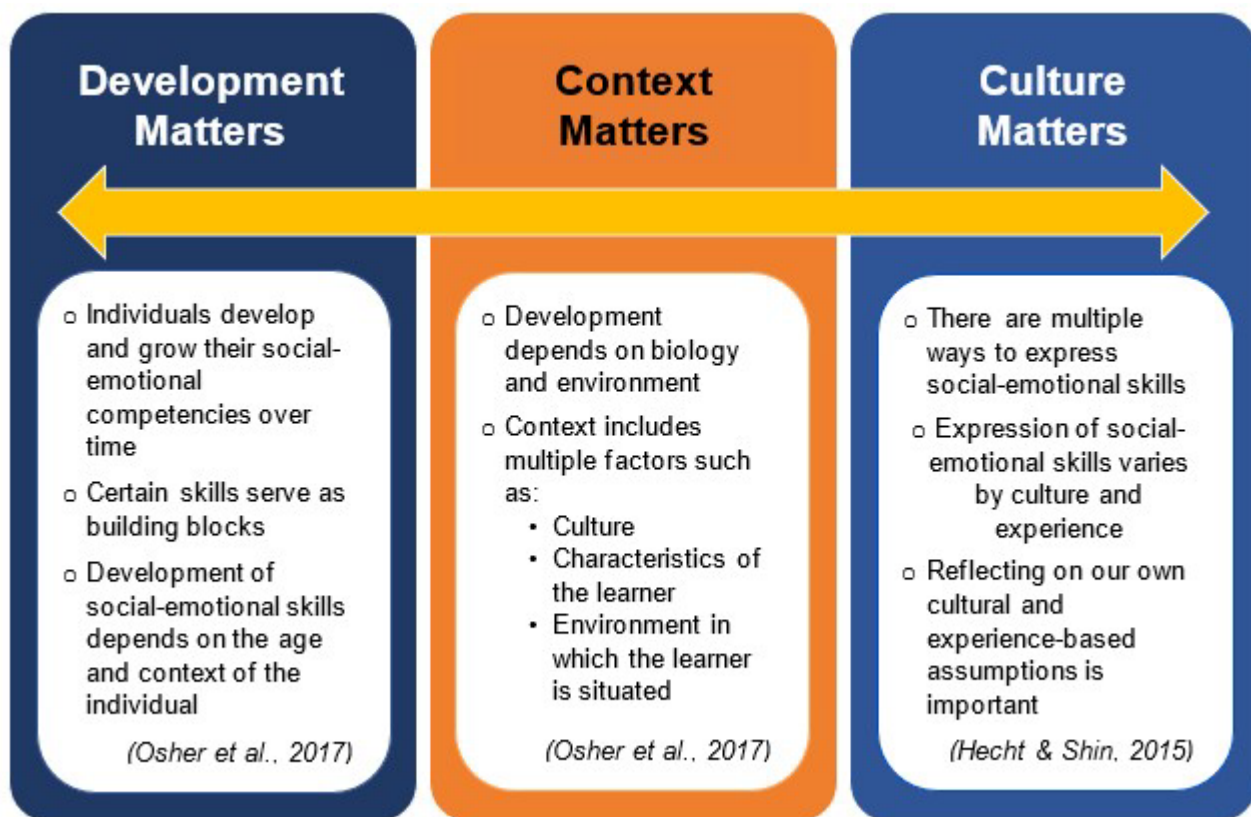 Development
Matters
o Individuals develop
and grow their social-
emotional
competencies over
time
o Certain skills serve as
building blocks
o Development of
social-emotional skills
depends on the age
and context of the
individual
(Osher et al., 2017)
Context
Matters
o Development
depends on biology
and environment
o Context includes
multiple factors such
as:
• Culture
• Characteristics of
the learner
• Environment in
which the learner
is situated
(Osher et al., 2017)
Culture
Matters
o There are multiple
ways to express
social-emotional skills
o Expression of social-
emotional skills varies
by culture and
experience
o Reflecting on our own
cultural and
experience-based
assumptions is
important
(Hecht & Shin, 2015)